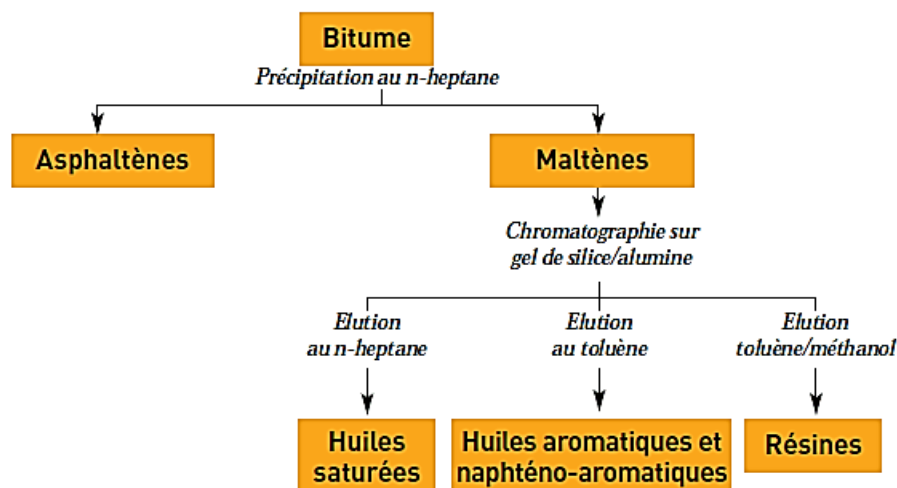 Bitume
Précipitation au n-heptane
Asphaltènes
Maltènes
Chromatographie sur
gel de silice/alumine
Elution
au n-heptane
Elution
au toluène
Elution
toluène/méthanol
Huiles
saturées
Huiles aromatiques et
naphténo-aromatiques
Résines